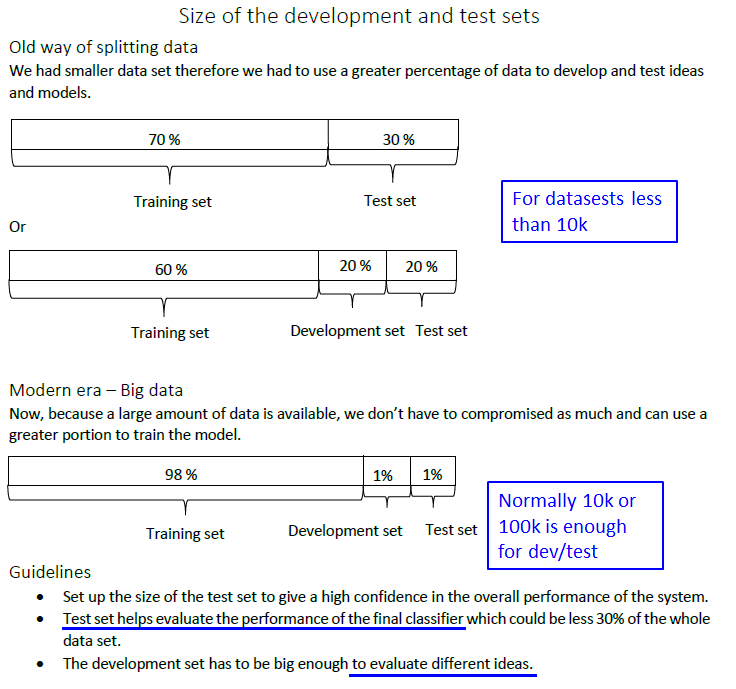 Size of the development and test sets
Old way of splitting data
We had smaller data set therefore we had to use a greater percentage of data to develop and test ideas
and models.
70 % 30 %
Training set Test set
For datasests less
than 10k
Or
60 % 20 % 20 %
Training set Development set Test set
Modern era – Big data
Now, because a large amount of data is available, we don’t have to compromised as much and can use a
greater portion to train the model.
98 % 1% 1%
Training set Development set Test set
Normally 10k or
100k is enough
for dev/test
Guidelines
• Set up the size of the test set to give a high confidence in the overall performance of the system.
• Test set helps evaluate the performance of the final classifier which could be less 30% of the whole
data set.
• The development set has to be big enough to evaluate different ideas.